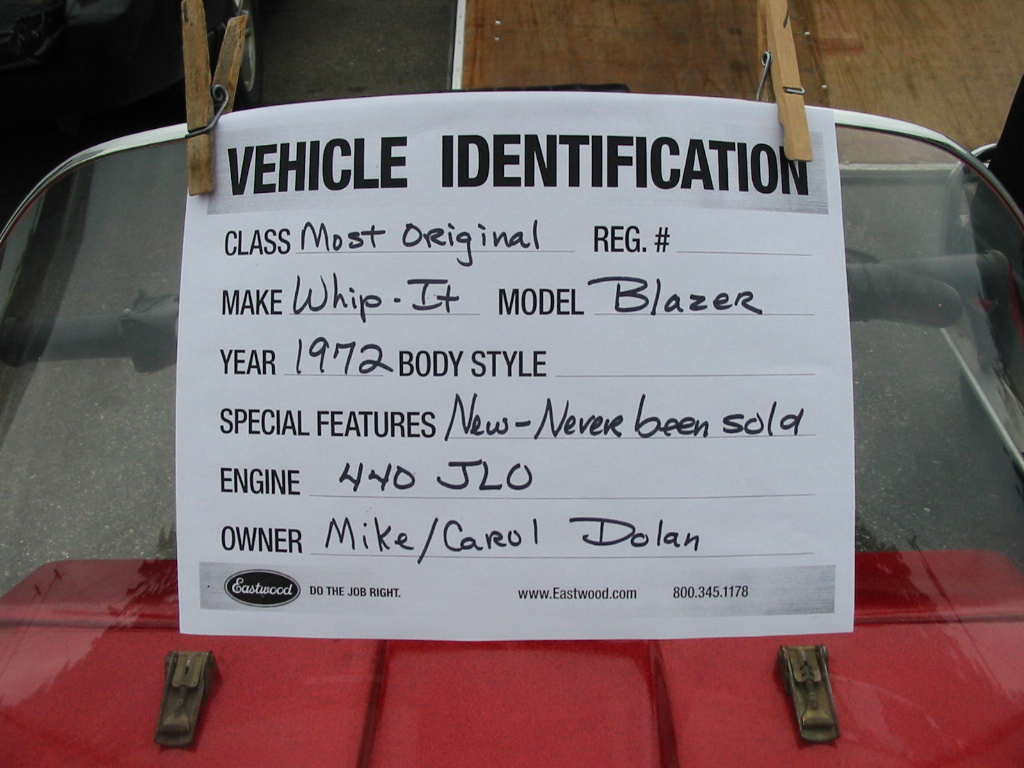 VEHICLE IDENTIFICATION
CLASS Most Original REG. #
MAKE Whip-It MODEL Blazer
YEAR 1972 BODY STYLE
SPECIAL FEATURES New-Never been sold
ENGINE 440 JLO
OWNER Mike/Carol Dolan
Eastwood DO THE JOB RIGHT. www.Eastwood.com 800.345.1178